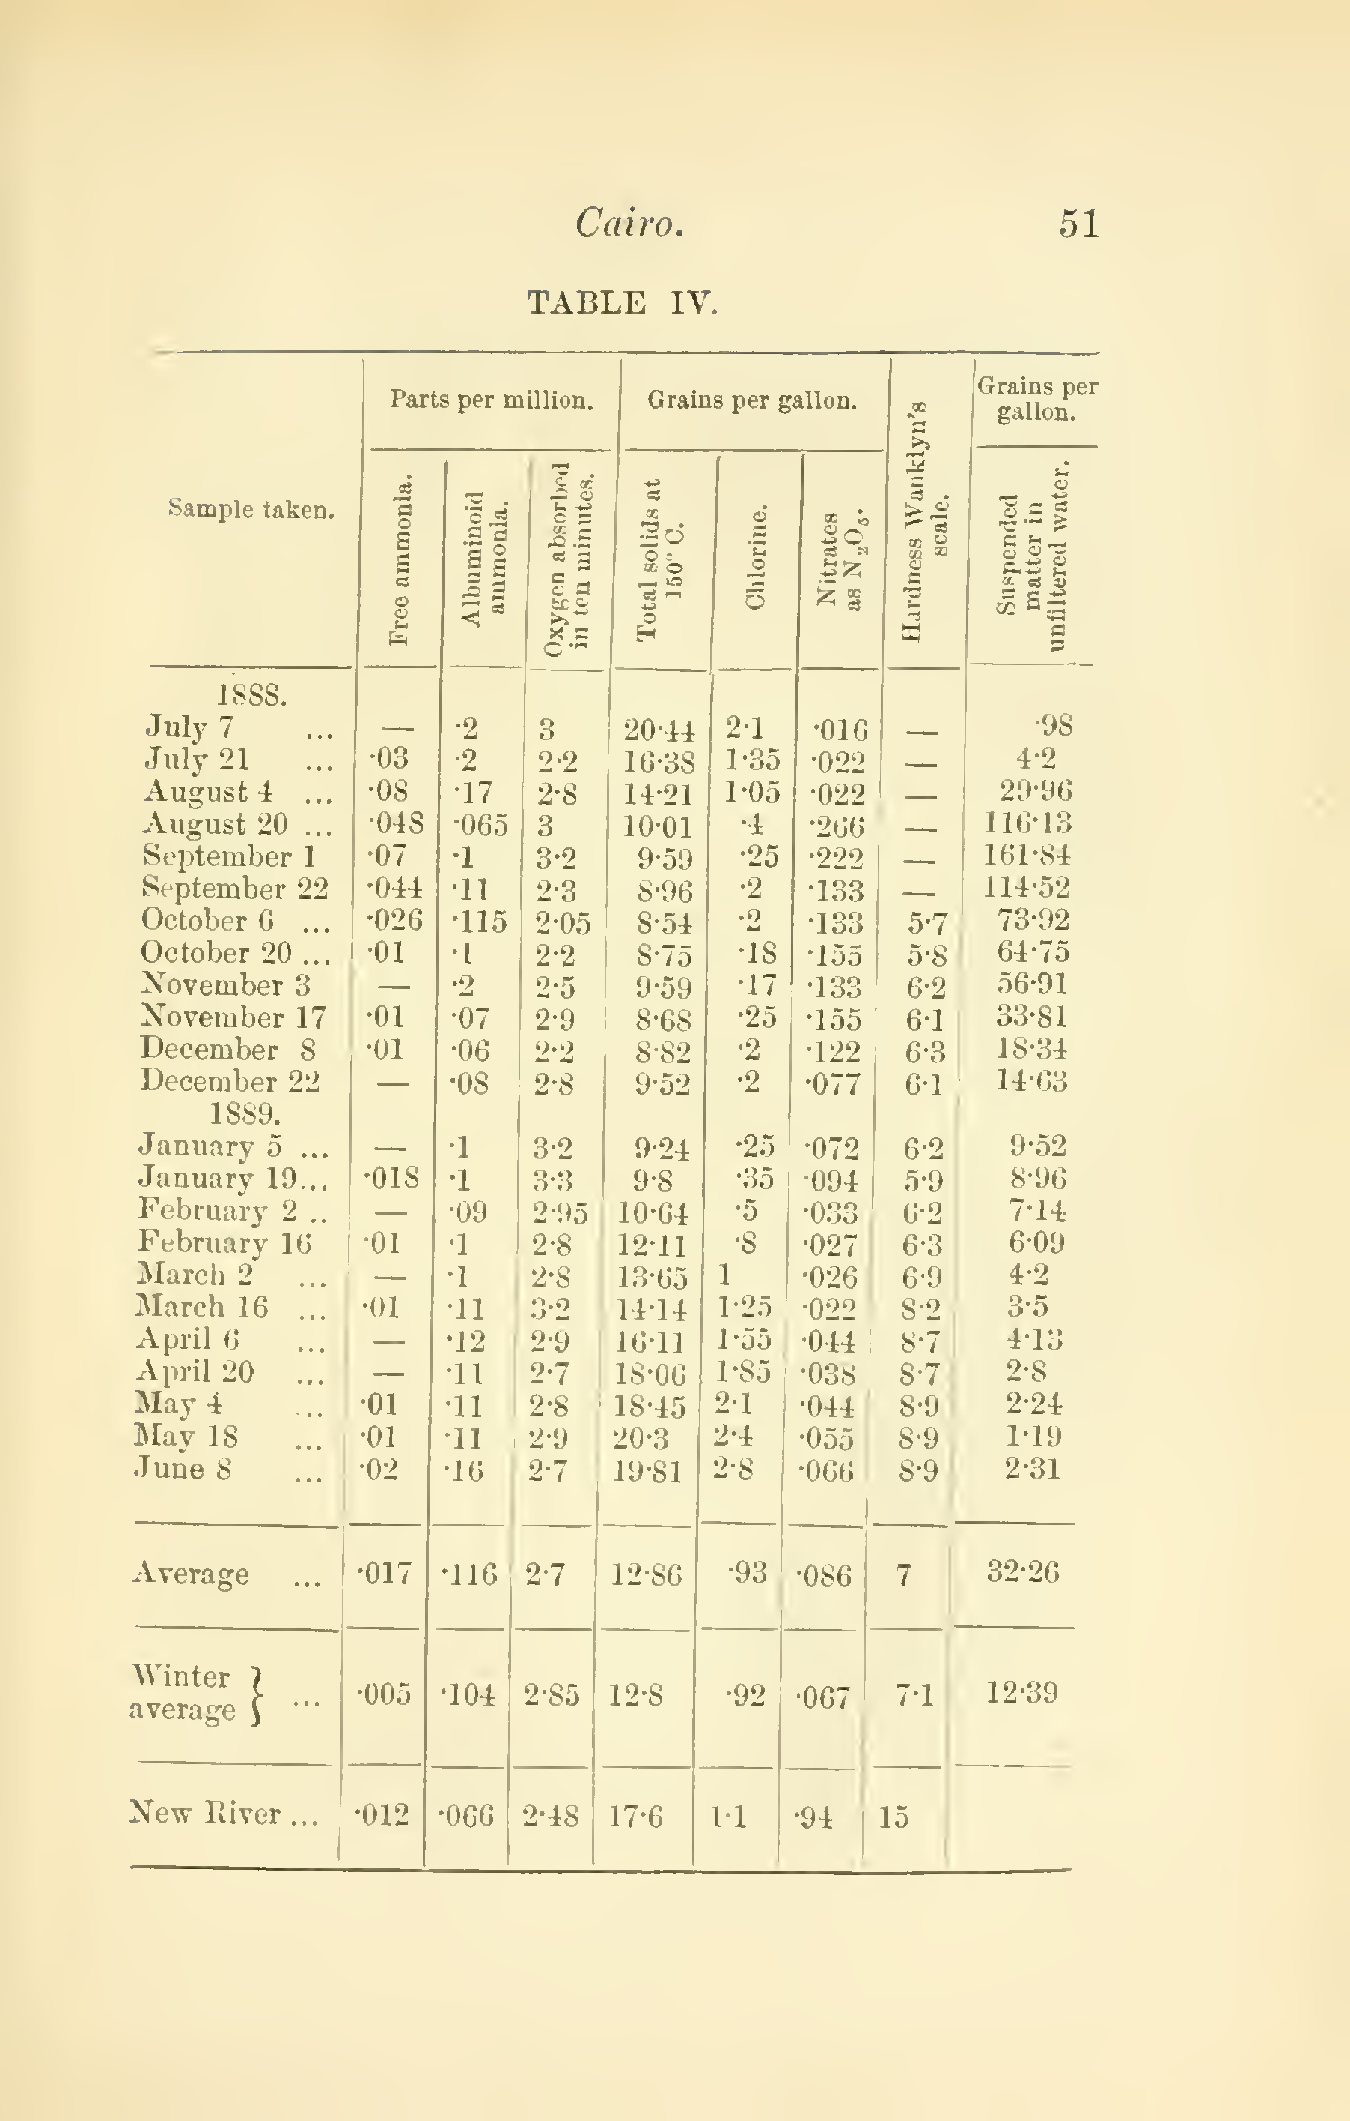 Cairo. 51
TABLE IV.
Sample taken. Parts per million. Grains per gallon. Hardness Wanklyn's scale. Grains per gallon.
Free ammonia. Albuminoid ammonia. Oxygen absorbed in ten minutes. Total solids at 150° C. Chlorine. Nitrates as N₂O₅. Suspended matter in unfiltered water.
1888.
July 7 ... — ·2 3 20·44 2·1 ·016 — ·98
July 21 ... ·03 ·2 2·2 16·38 1·35 ·022 — 4·2
August 4 ... ·08 ·17 2·8 14·21 1·05 ·022 — 29·96
August 20 ... ·048 ·065 3 10·01 ·4 ·266 — 116·13
September 1 ·07 ·1 3·2 9·59 ·25 ·222 — 161·84
September 22 ·044 ·11 2·3 8·96 ·2 ·133 — 114·52
October 6 ... ·026 ·115 2·05 8·54 ·2 ·133 5·7 73·92
October 20 ... ·01 ·1 2·2 8·75 ·18 ·155 5·8 64·75
November 3 — ·2 2·5 9·59 ·17 ·133 6·2 56·91
November 17 ·01 ·07 2·9 8·68 ·25 ·155 6·1 33·81
December 8 ·01 ·06 2·2 8·82 ·2 ·122 6·3 18·34
December 22 — ·08 2·8 9·52 ·2 ·077 6·1 14·63
1889.
January 5 ... — ·1 3·2 9·24 ·25 ·072 6·2 9·52
January 19... ·018 ·1 3·3 9·8 ·35 ·094 5·9 8·96
February 2 .. — ·09 2·95 10·64 ·5 ·033 6·2 7·14
February 16 ·01 ·1 2·8 12·11 ·8 ·027 6·3 6·09
March 2 ... — ·1 2·8 13·65 1 ·026 6·9 4·2
March 16 ... ·01 ·11 3·2 14·14 1·25 ·022 8·2 3·5
April 6 ... — ·12 2·9 16·11 1·55 ·044 8·7 4·13
April 20 ... — ·11 2·7 18·06 1·85 ·038 8·7 2·8
May 4 ... ·01 ·11 2·8 18·45 2·1 ·044 8·9 2·24
May 18 ... ·01 ·11 2·9 20·3 2·4 ·055 8·9 1·19
June 8 ... ·02 ·16 2·7 19·81 2·8 ·066 8·9 2·31
Average ... ·017 ·116 2·7 12·86 ·93 ·086 7 32·26
Winter average } ... ·005 ·104 2·85 12·8 ·92 ·067 7·1 12·39
New River ... ·012 ·066 2·48 17·6 1·1 ·94 15